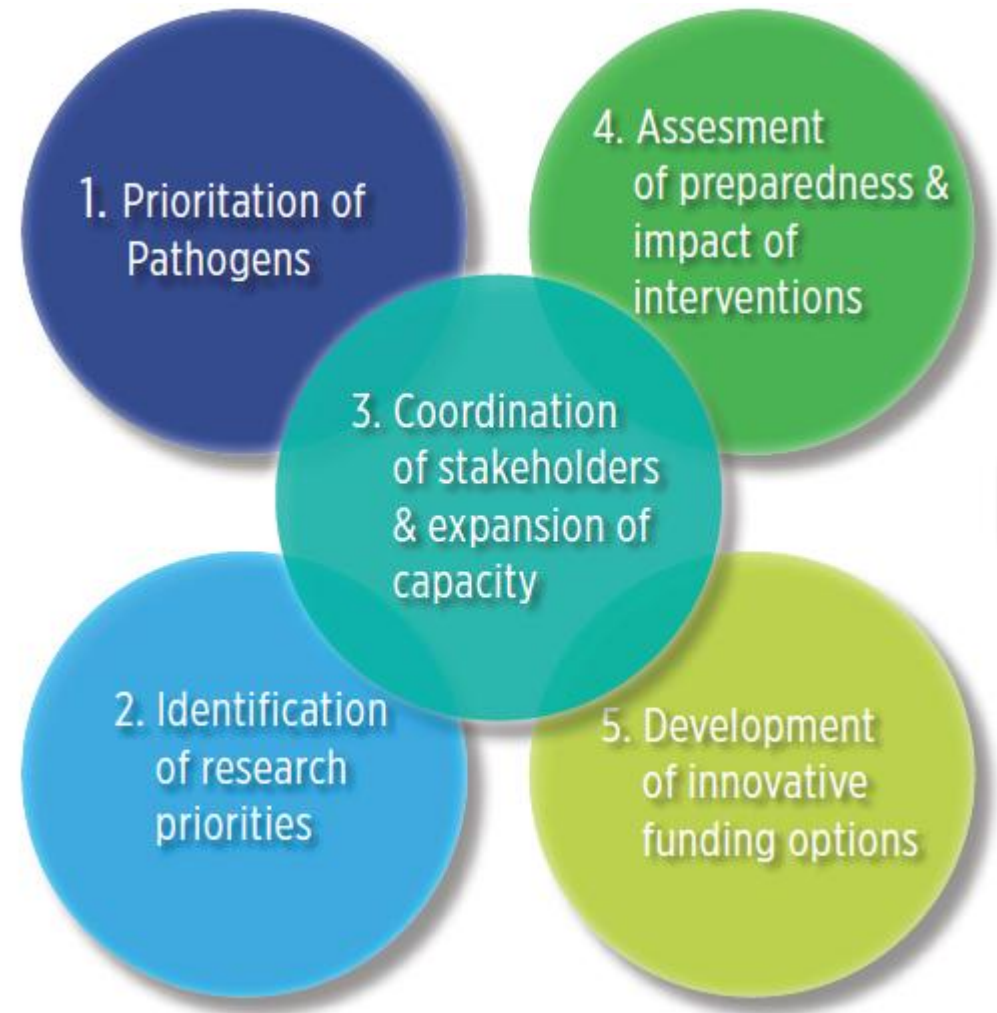 1. Prioritation of
Pathogens
4. Assesment
of preparedness &
impact of
interventions
3. Coordination
of stakeholders
& expansion of
capacity
2. Identification
of research
priorities
5. Development
of innovative
funding options